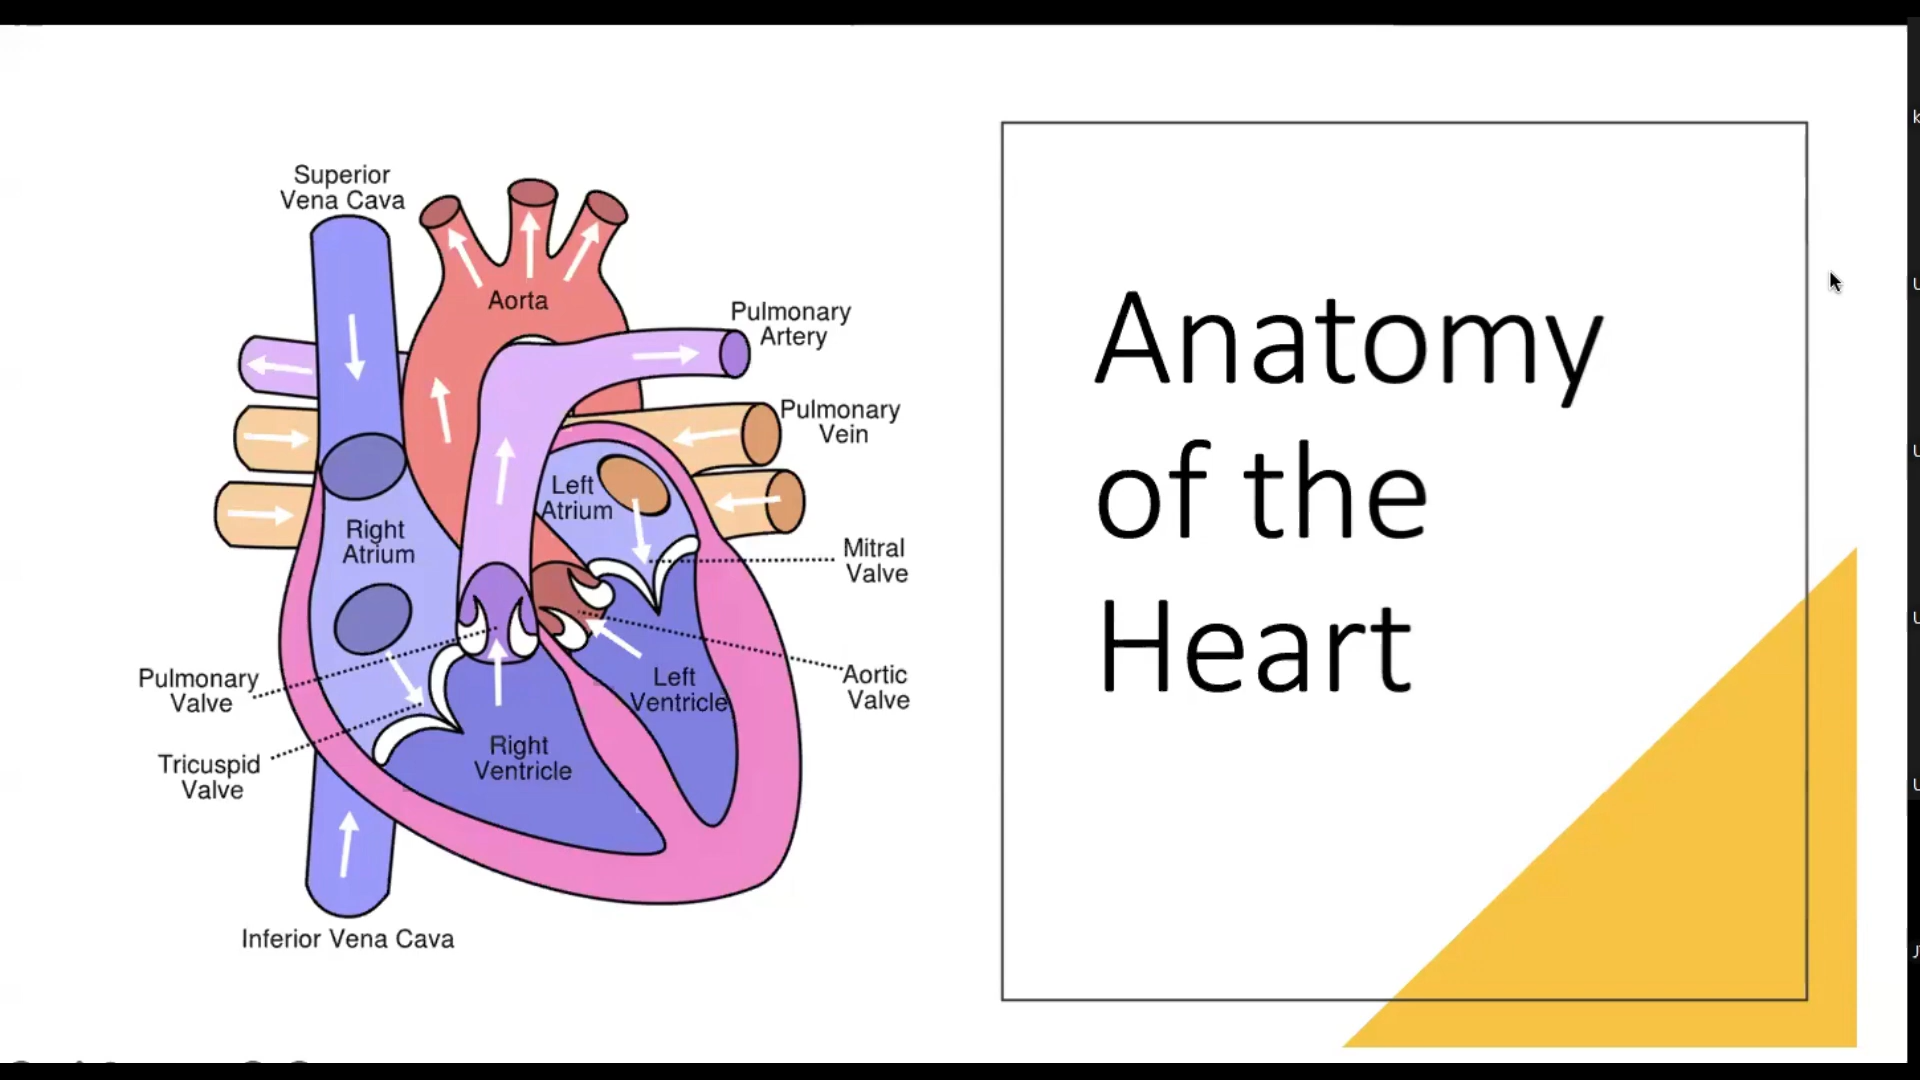 Superior
Vena Cava
Aorta
Pulmonary
Artery
Pulmonary
Vein
Left
Atrium
Right
Atrium
Mitral
Valve
Pulmonary
Valve
Left
Ventricle
Aortic
Valve
Right
Ventricle
Tricuspid
Valve
Inferior Vena Cava
Anatomy
of the
Heart